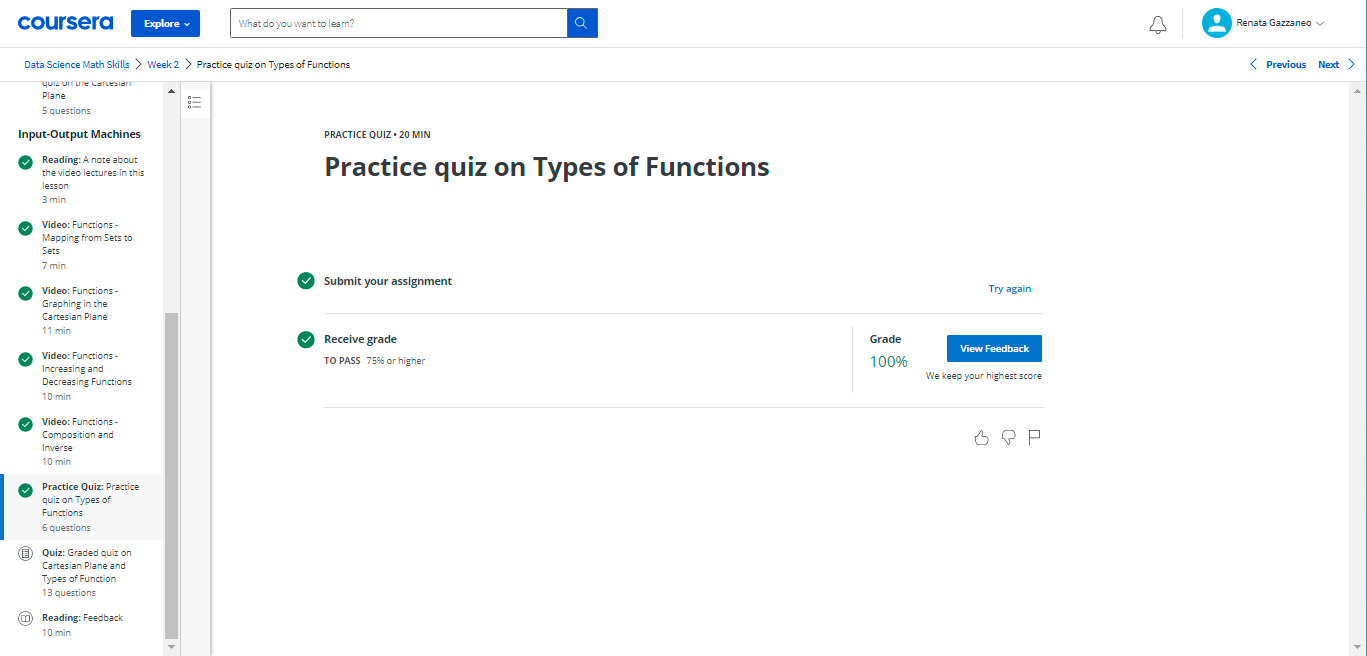 coursera
Explore
What do you want to learn?
Renata Gazzaneo
Data Science Math Skills
Week 2
Practice quiz on Types of Functions
Previous
Next
quiz on the Cartesian
Plane
5 questions
Input-Output Machines
Reading: A note about
the video lectures in this
lesson
3 min
Video: Functions -
Mapping from Sets to
Sets
7 min
Video: Functions -
Graphing in the
Cartesian Plane
11 min
Video: Functions -
Increasing and
Decreasing Functions
10 min
Video: Functions -
Composition and
Inverse
10 min
Practice Quiz: Practice
quiz on Types of
Functions
6 questions
Quiz: Graded quiz on
Cartesian Plane and
Types of Function
13 questions
Reading: Feedback
10 min
PRACTICE QUIZ • 20 MIN
Practice quiz on Types of Functions
Submit your assignment
Try again
Receive grade
TO PASS 75% or higher
Grade
100%
View Feedback
We keep your highest score